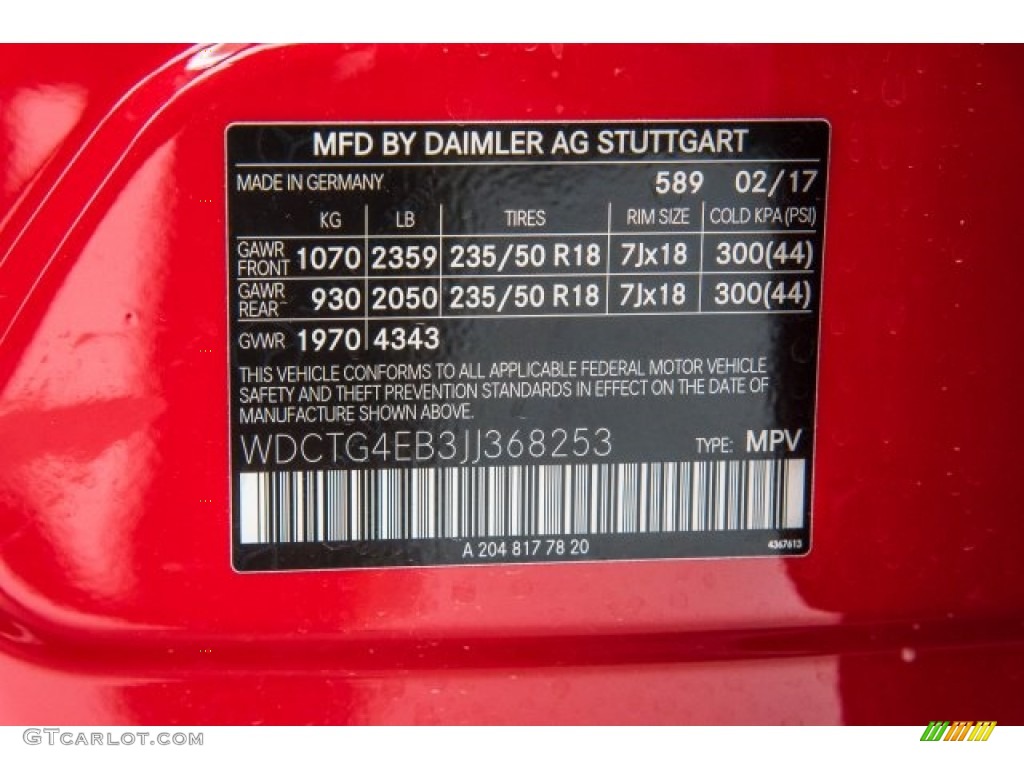 MFD BY DAIMLER AG STUTTGART
MADE IN GERMANY 589 02/17
KG LB TIRES RIM SIZE COLD KPA (PSI)
GAWR FRONT 1070 2359 235/50 R18 7Jx18 300(44)
GAWR REAR 930 2050 235/50 R18 7Jx18 300(44)
GVWR 1970 4343
THIS VEHICLE CONFORMS TO ALL APPLICABLE FEDERAL MOTOR VEHICLE
SAFETY AND THEFT PREVENTION STANDARDS IN EFFECT ON THE DATE OF
MANUFACTURE SHOWN ABOVE.
WDCTG4EB3JJ368253 TYPE: MPV
A 204 817 78 20 4367613
GTCARLOT.COM